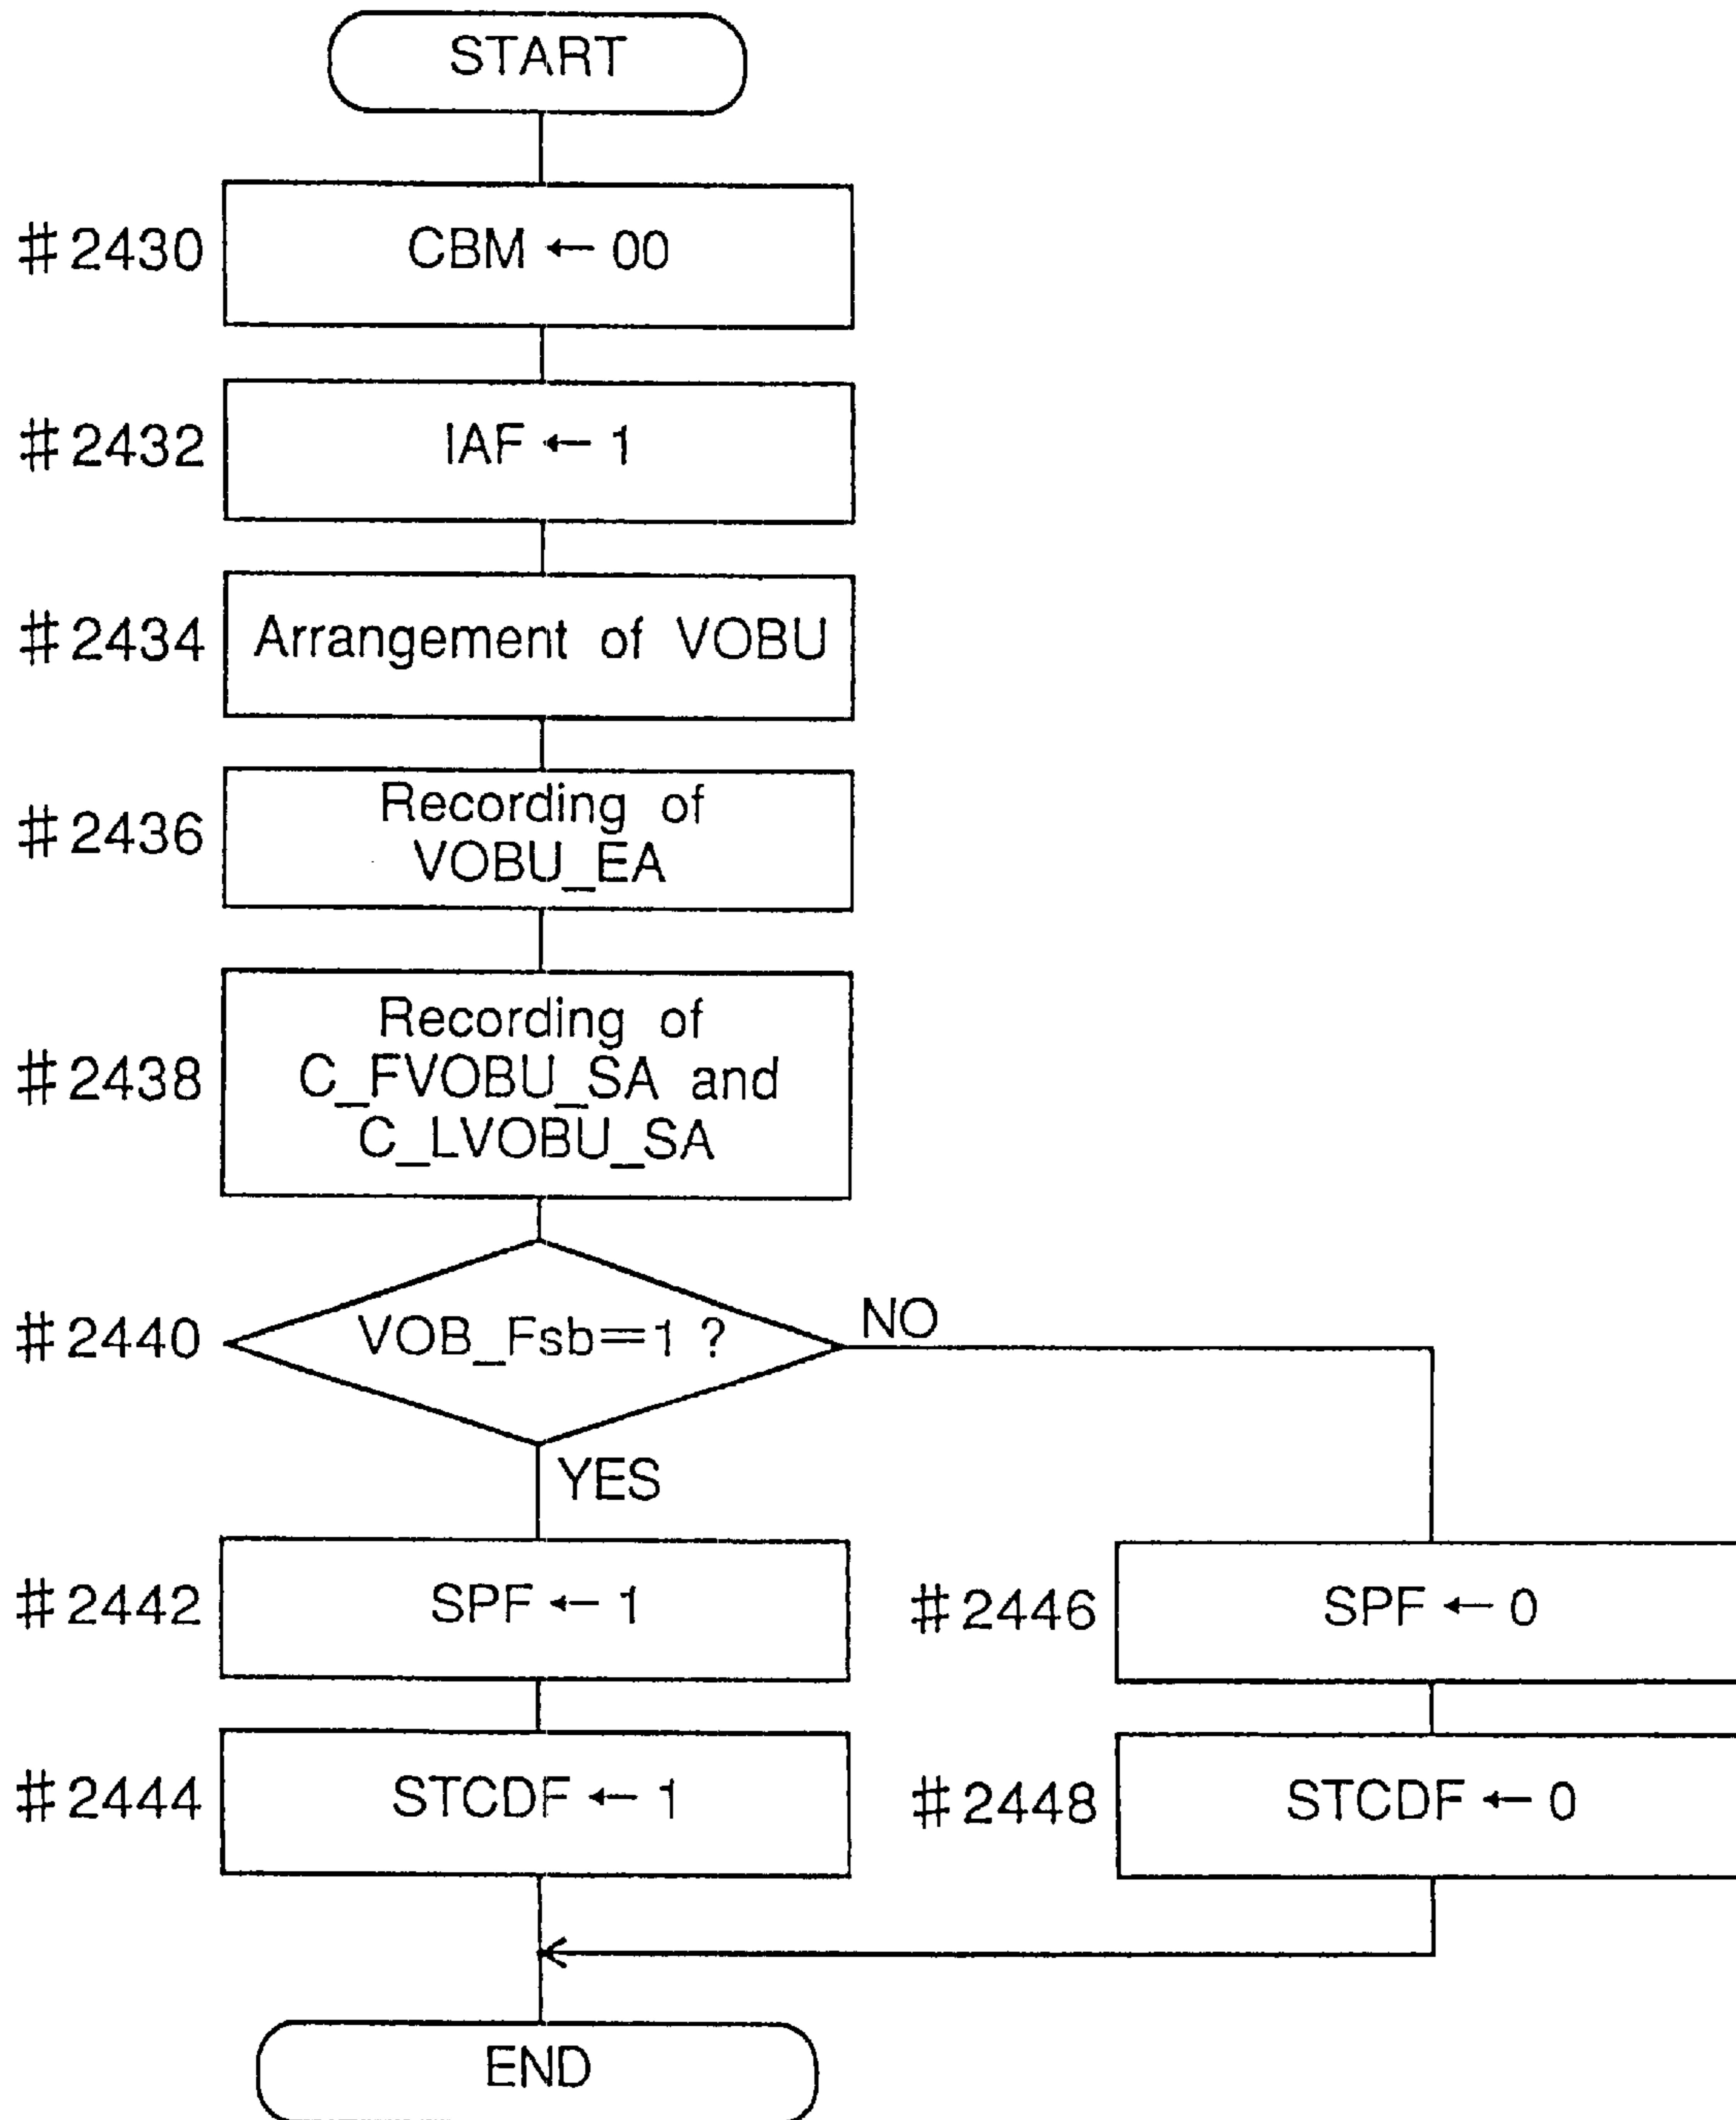 START
#2430
CBM ← 00
#2432
IAF ← 1
#2434
Arrangement of VOBU
#2436
Recording of
VOBU_EA
#2438
Recording of
C_FVOBU_SA and
C_LVOBU_SA
#2440
VOB_Fsb=1 ?
NO
YES
#2442
SPF ← 1
#2446
SPF ← 0
#2444
STCDF ← 1
#2448
STCDF ← 0
END